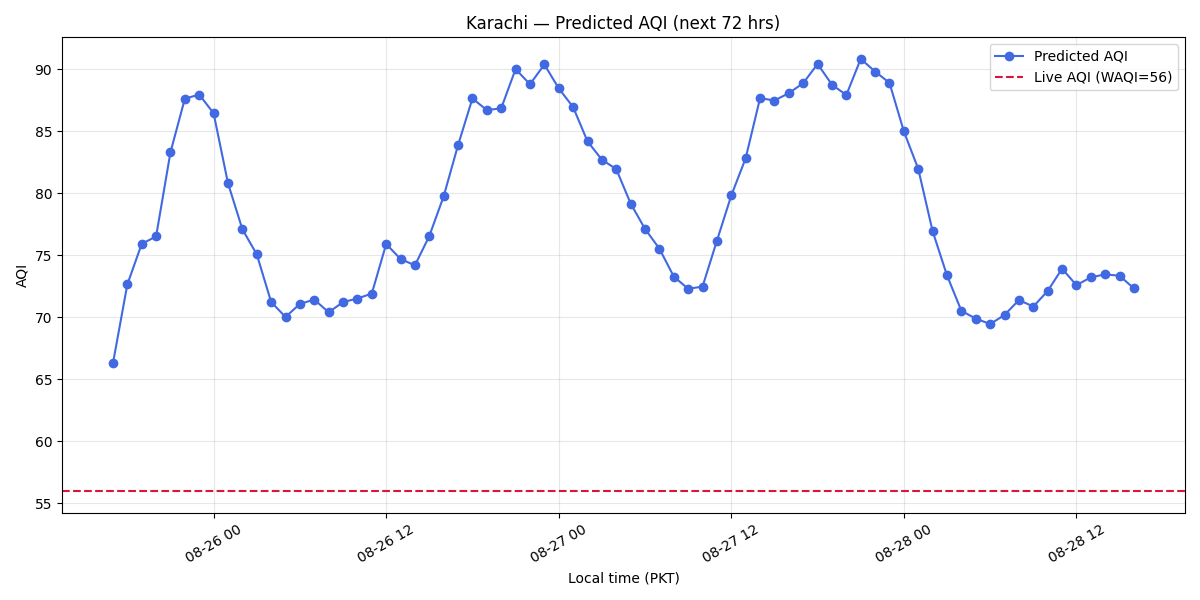 Karachi — Predicted AQI (next 72 hrs)
Predicted AQI
Live AQI (WAQI=56)
AQI
90
85
80
75
70
65
60
55
08-26 00
08-26 12
08-27 00
08-27 12
08-28 00
08-28 12
Local time (PKT)